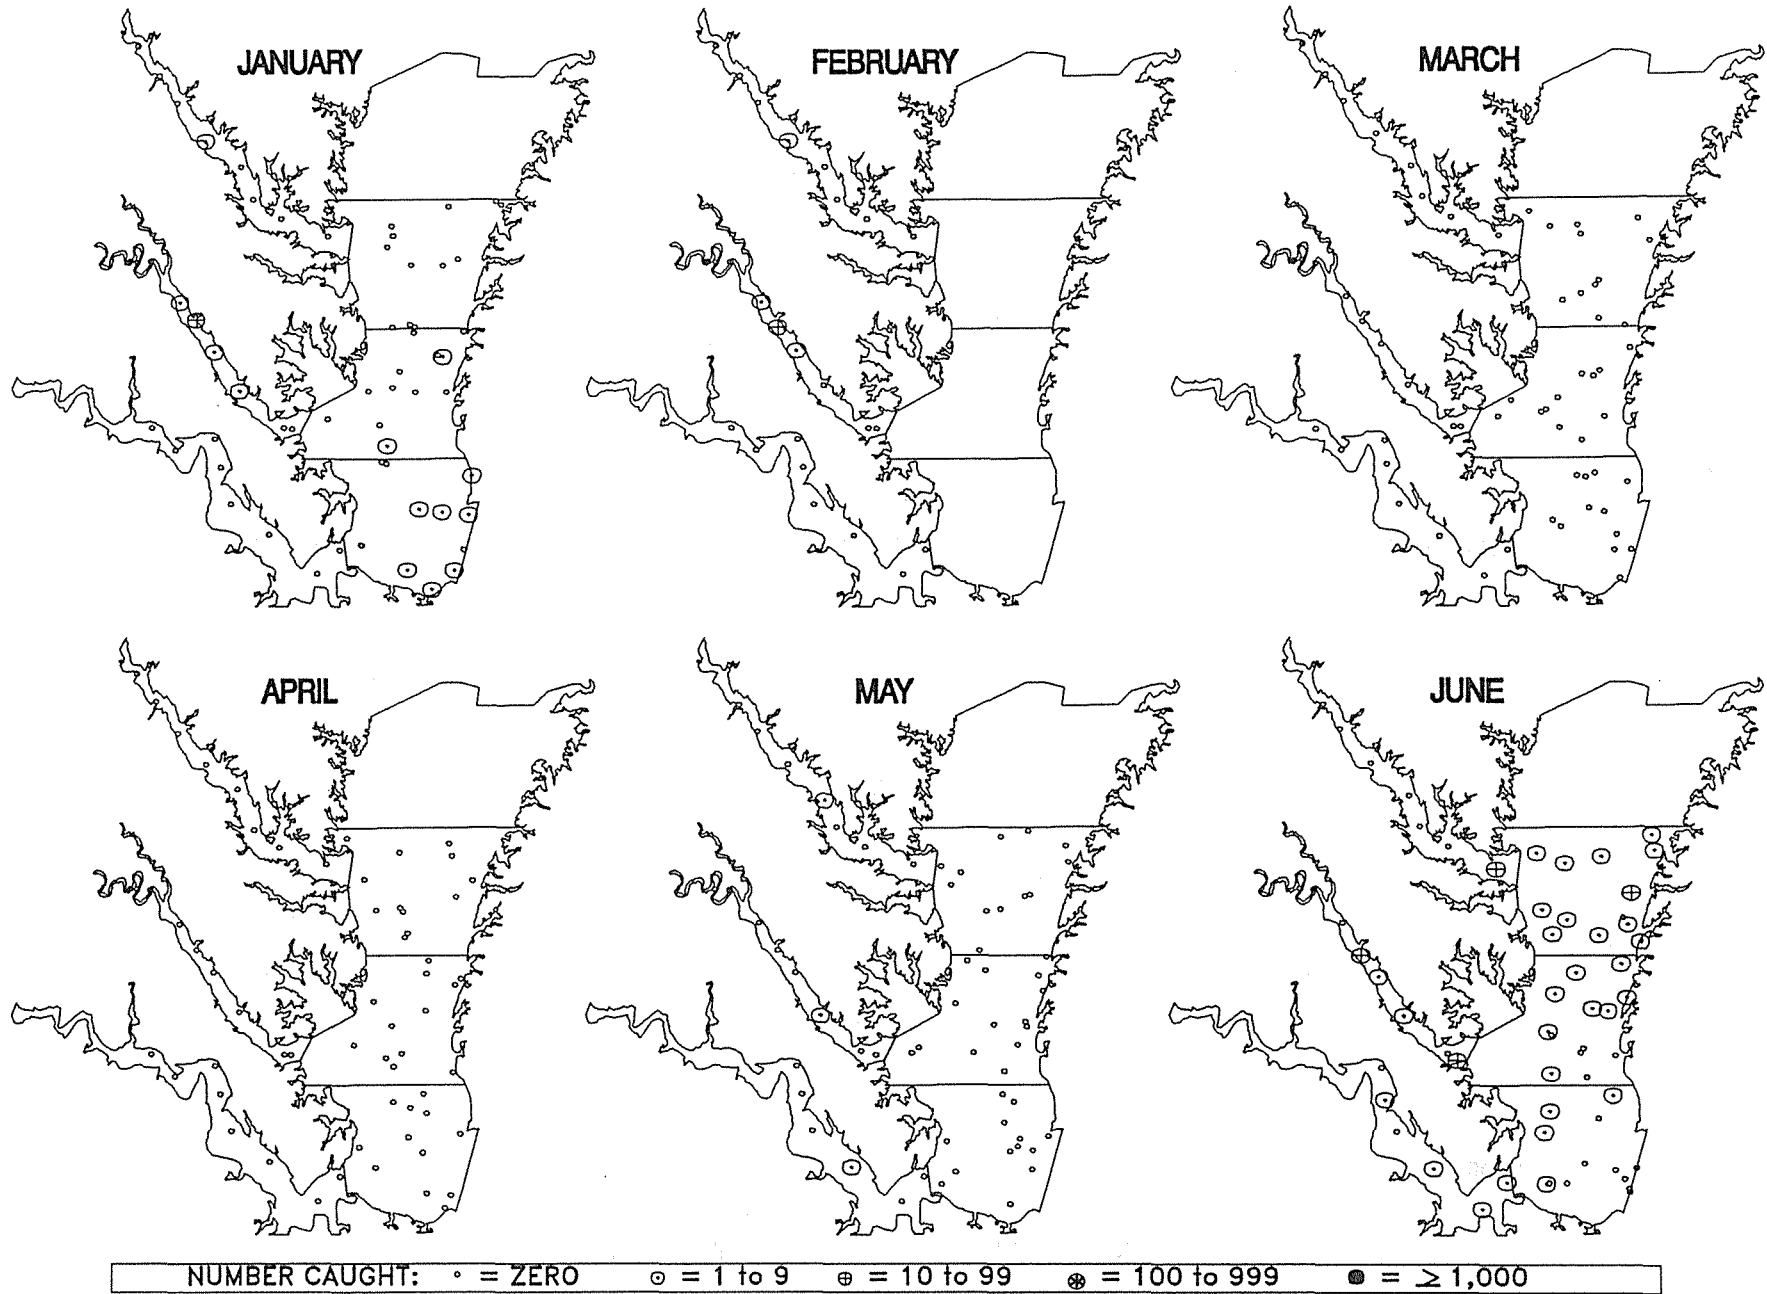 JANUARY
FEBRUARY
MARCH
APRIL
MAY
JUNE
NUMBER CAUGHT: ◦ = ZERO ⊙ = 1 to 9 ⊕ = 10 to 99 ⊛ = 100 to 999 ● = ≥ 1,000